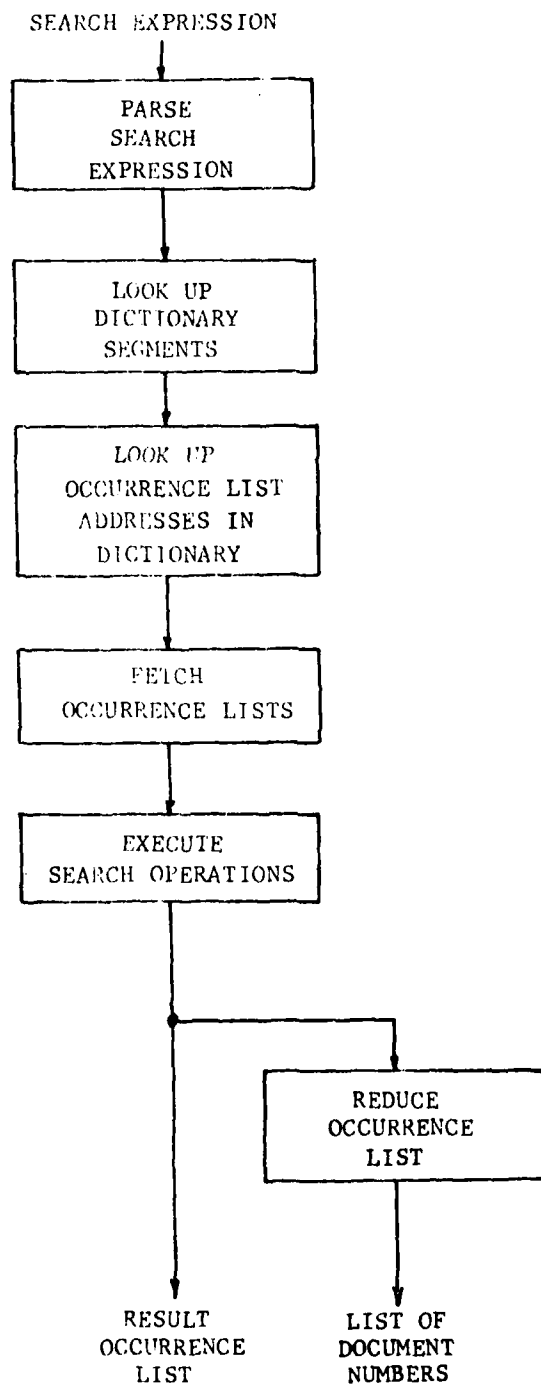 SEARCH EXPRESSION
PARSE
SEARCH
EXPRESSION
LOOK UP
DICTIONARY
SEGMENTS
LOOK UP
OCCURRENCE LIST
ADDRESSES IN
DICTIONARY
FETCH
OCCURRENCE LISTS
EXECUTE
SEARCH OPERATIONS
REDUCE
OCCURRENCE
LIST
RESULT
OCCURRENCE
LIST
LIST OF
DOCUMENT
NUMBERS